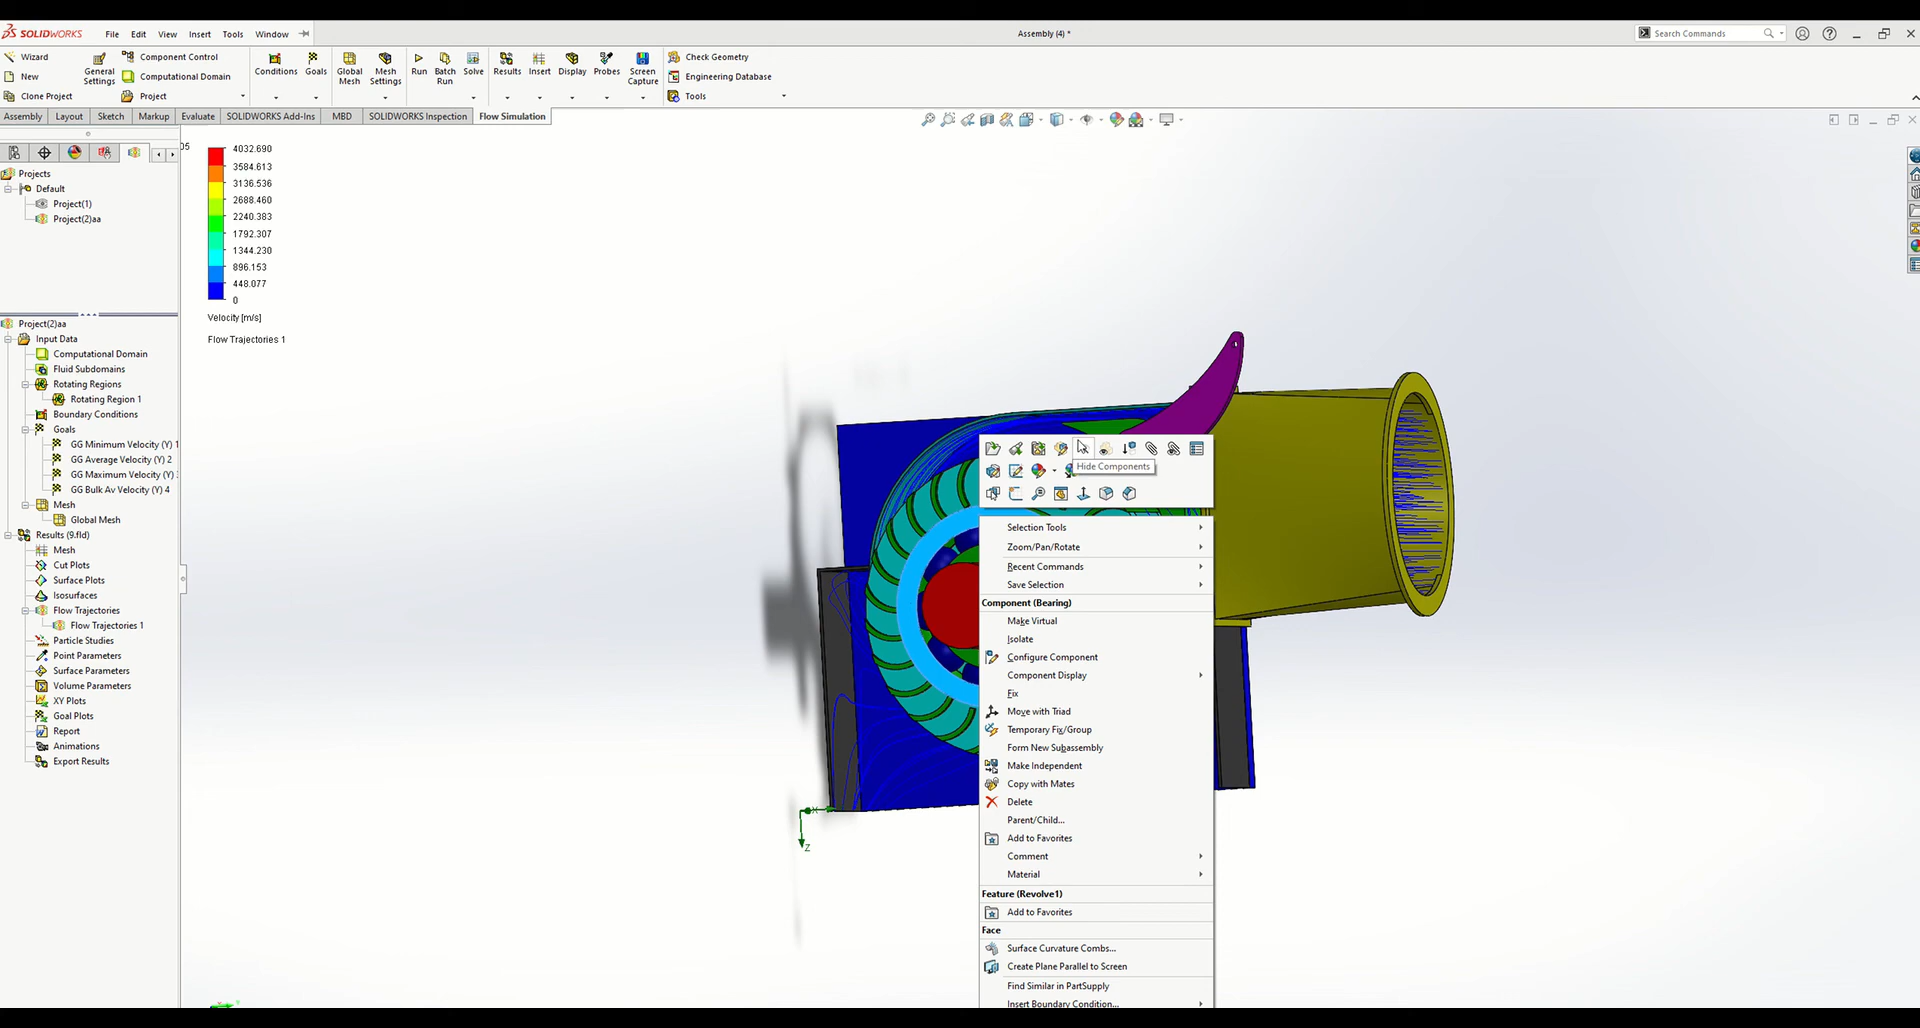 SOLIDWORKS File Edit View Insert Tools Window
Assembly (4) *
Search Commands
Wizard
New
Clone Project
General Settings
Component Control
Computational Domain
Project
Conditions
Goals
Global Mesh
Mesh Settings
Run
Batch Run
Solve
Results
Insert
Display
Probes
Screen Capture
Check Geometry
Engineering Database
Tools
Assembly Layout Sketch Markup Evaluate SOLIDWORKS Add-Ins MBD SOLIDWORKS Inspection Flow Simulation
Projects
Default
Project(1)
Project(2)aa
Project(2)aa
Input Data
Computational Domain
Fluid Subdomains
Rotating Regions
Rotating Region 1
Boundary Conditions
Goals
GG Minimum Velocity (Y) 1
GG Average Velocity (Y) 2
GG Maximum Velocity (Y)
GG Bulk Av Velocity (Y) 4
Mesh
Global Mesh
Results (9.fld)
Mesh
Cut Plots
Surface Plots
Isosurfaces
Flow Trajectories
Flow Trajectories 1
Particle Studies
Point Parameters
Surface Parameters
Volume Parameters
XY Plots
Goal Plots
Report
Animations
Export Results
05
4032.690
3584.613
3136.536
2688.460
2240.383
1792.307
1344.230
896.153
448.077
0
Velocity [m/s]
Flow Trajectories 1
X
Z
Hide Components
Selection Tools
Zoom/Pan/Rotate
Recent Commands
Save Selection
Component (Bearing)
Make Virtual
Isolate
Configure Component
Component Display
Fix
Move with Triad
Temporary Fix/Group
Form New Subassembly
Make Independent
Copy with Mates
Delete
Parent/Child...
Add to Favorites
Comment
Material
Feature (Revolve1)
Add to Favorites
Face
Surface Curvature Combs...
Create Plane Parallel to Screen
Find Similar in PartSupply
Insert Boundary Condition...